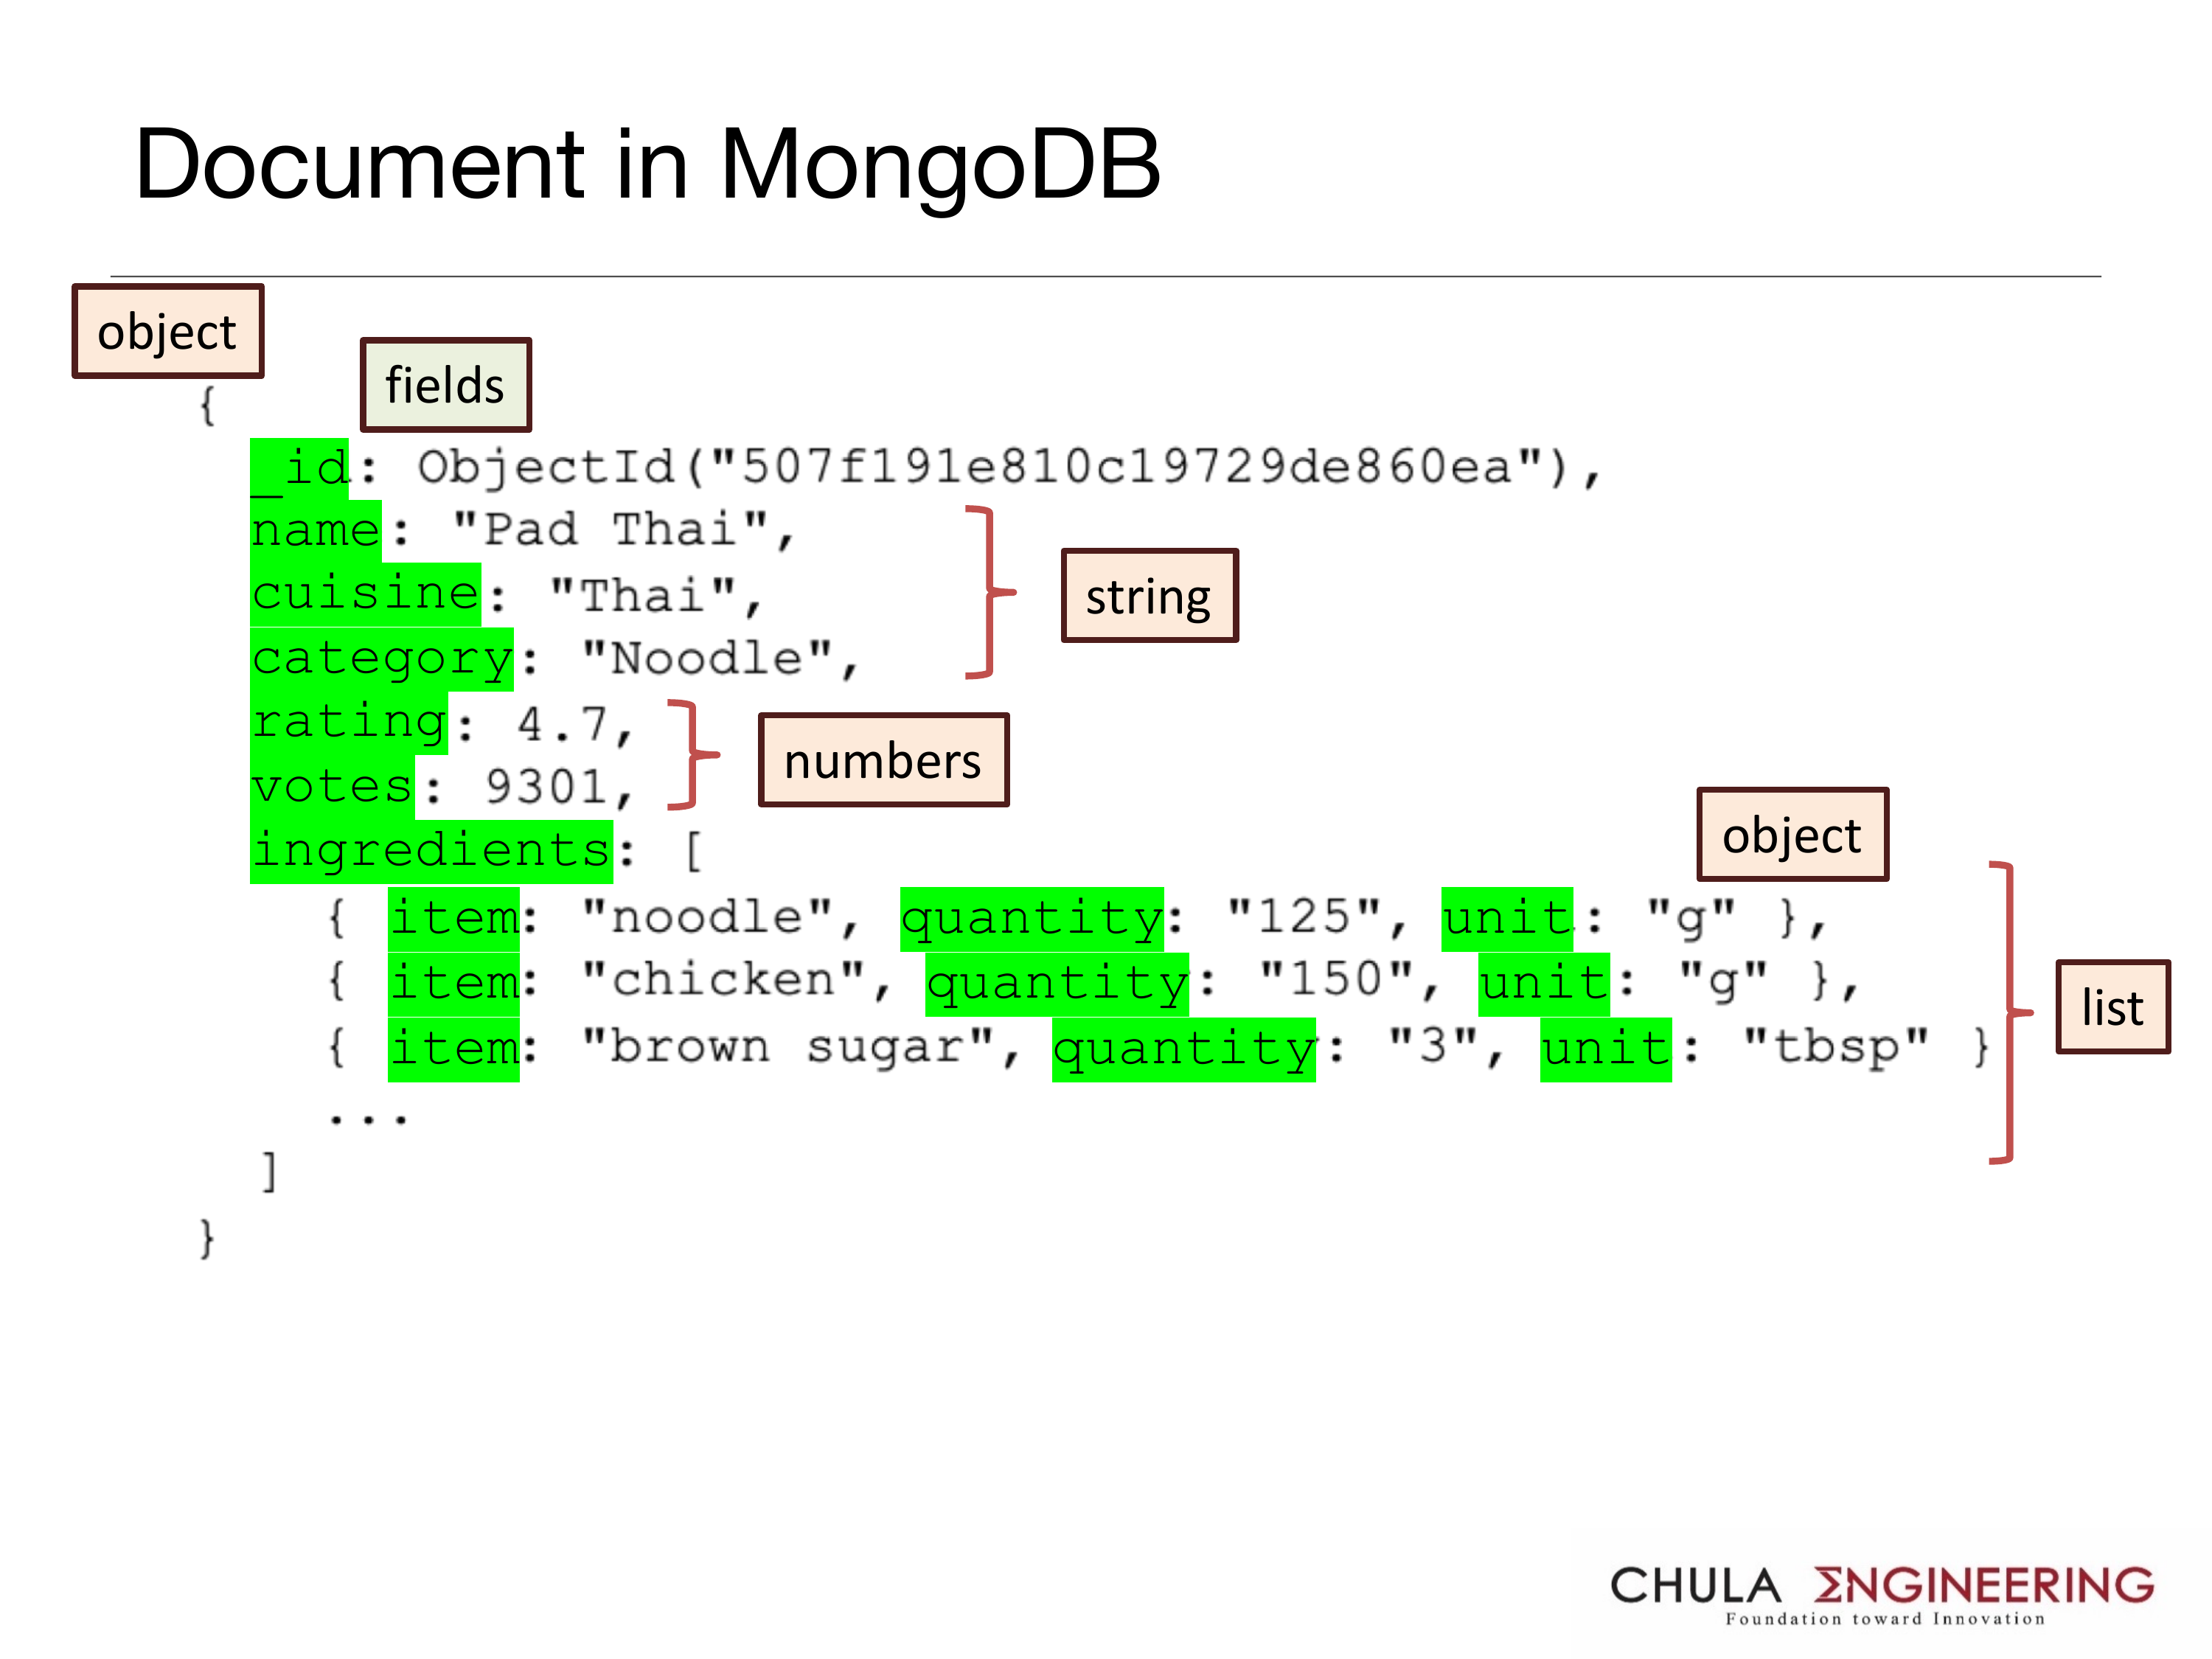 Document in MongoDB
object
fields
{
_id: ObjectId("507f191e810c19729de860ea"),
name: "Pad Thai",
cuisine: "Thai",
category: "Noodle",
string
rating: 4.7,
votes: 9301,
numbers
ingredients: [
object
{ item: "noodle", quantity: "125", unit: "g" },
{ item: "chicken", quantity: "150", unit: "g" },
{ item: "brown sugar", quantity: "3", unit: "tbsp" }
list
...
]
}
CHULA ΣNGINEERING
Foundation toward Innovation